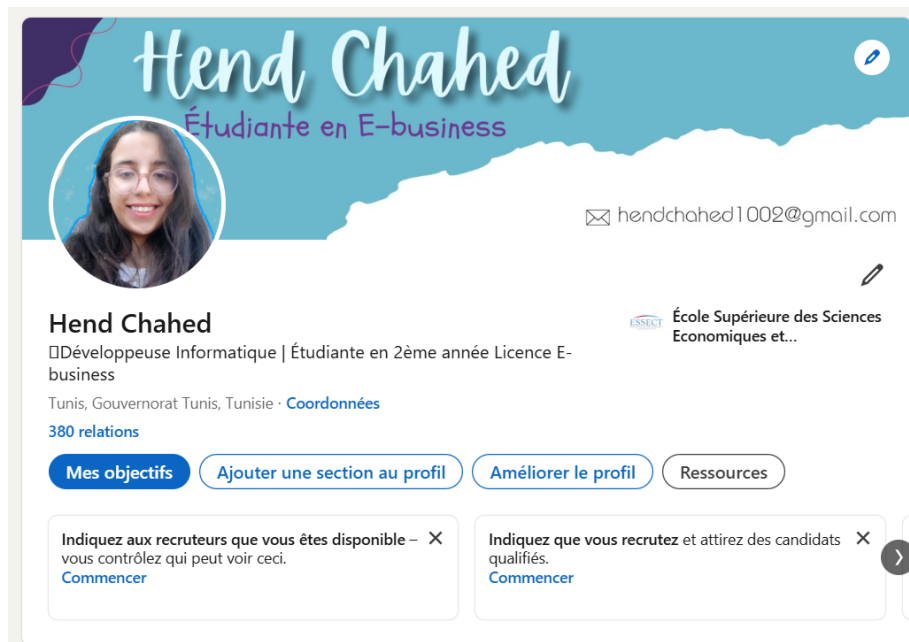 Hend Chahed
Étudiante en E-business
hendchahed1002@gmail.com
Hend Chahed
▯Développeuse Informatique | Étudiante en 2ème année Licence E-
business
ESSECT
École Supérieure des Sciences
Economiques et...
Tunis, Gouvernorat Tunis, Tunisie · Coordonnées
380 relations
Mes objectifs
Ajouter une section au profil
Améliorer le profil
Ressources
Indiquez aux recruteurs que vous êtes disponible –
vous contrôlez qui peut voir ceci.
Commencer
Indiquez que vous recrutez et attirez des candidats
qualifiés.
Commencer